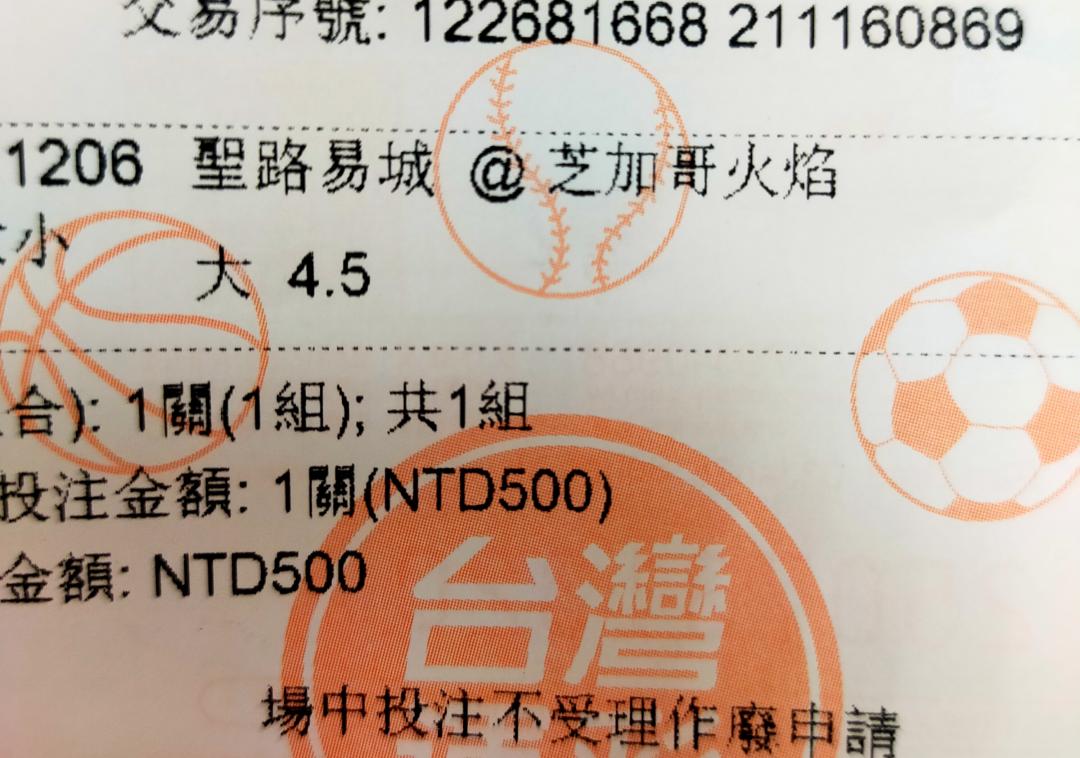 交易序號: 122681668 211160869
1206 聖路易城 @ 芝加哥火焰
大小
大 4.5
合): 1關(1組); 共1組
投注金額: 1關(NTD500)
金額: NTD500
台灣
場中投注不受理作廢申請